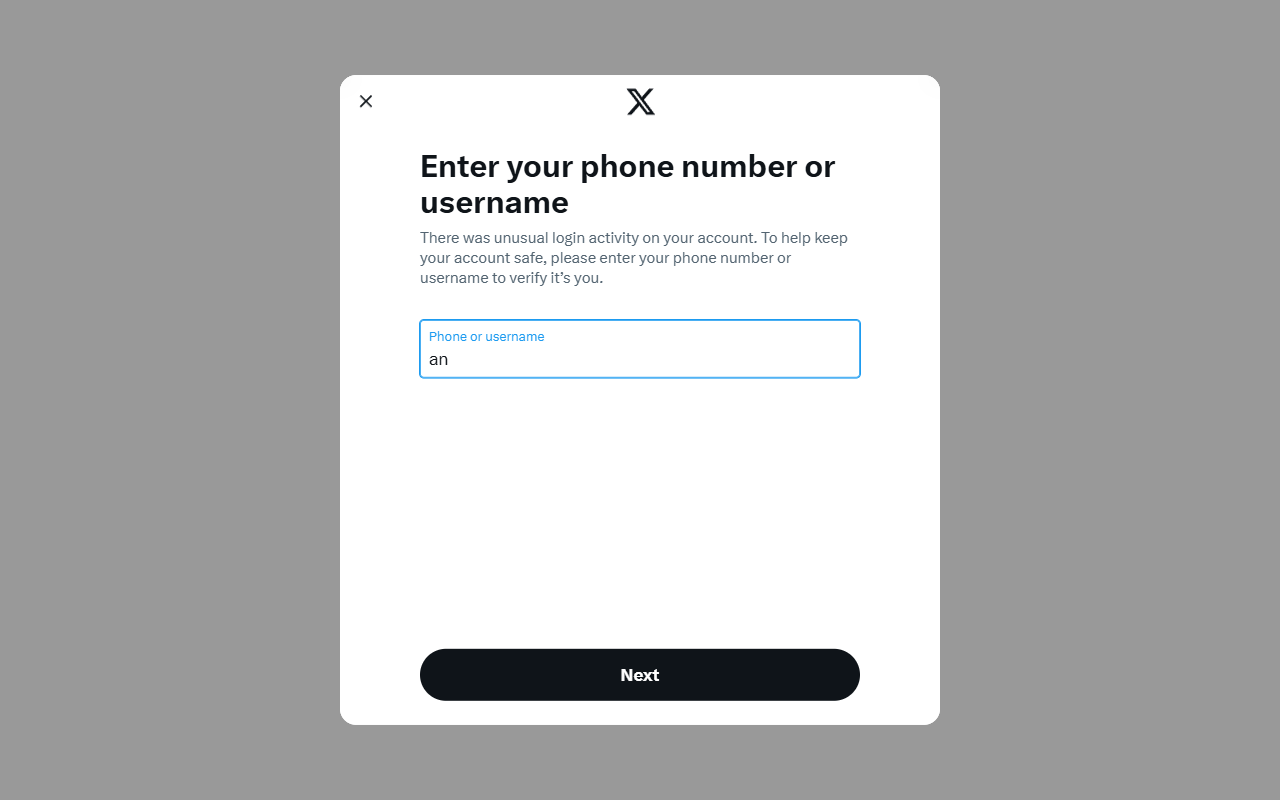 Enter your phone number or
username
There was unusual login activity on your account. To help keep
your account safe, please enter your phone number or
username to verify it’s you.
Phone or username
an
Next